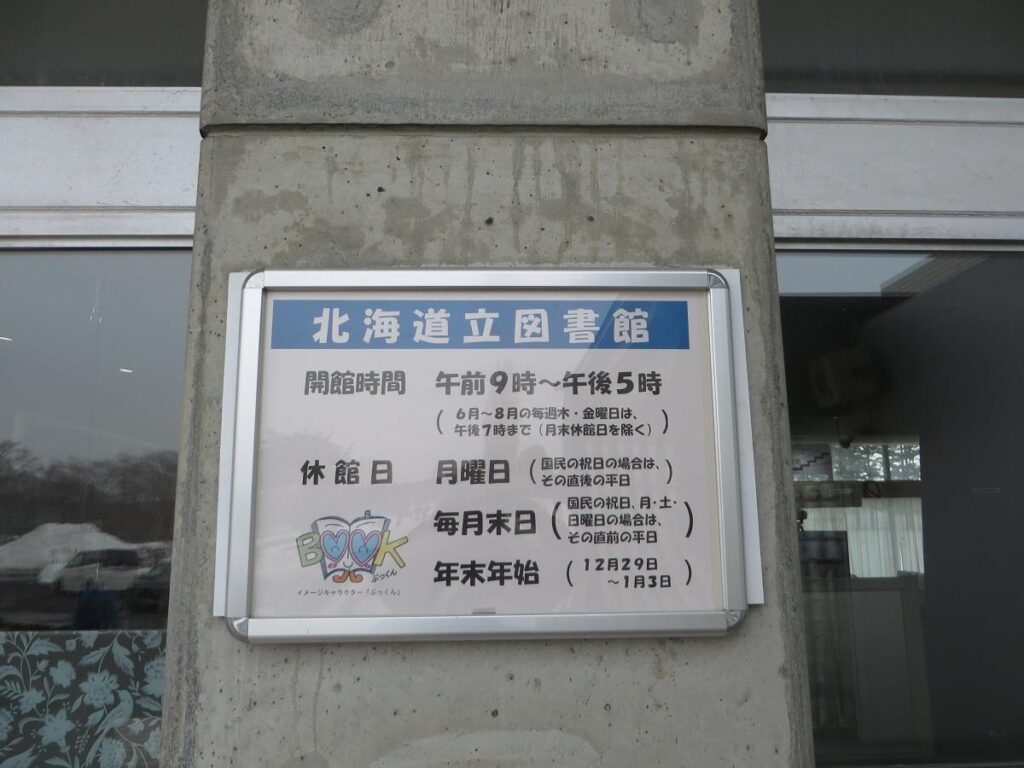 北海道立図書館
開館時間 午前9時～午後5時
(6月～8月の毎週木・金曜日は、
午後7時まで(月末休館日を除く))
休館日 月曜日 (国民の祝日の場合は、
その直後の平日)
毎月末日 (国民の祝日、月・土・
日曜日の場合は、
その直前の平日)
年末年始 (12月29日
～1月3日)
BOOK
ぶっくん
イメージキャラクター「ぶっくん」